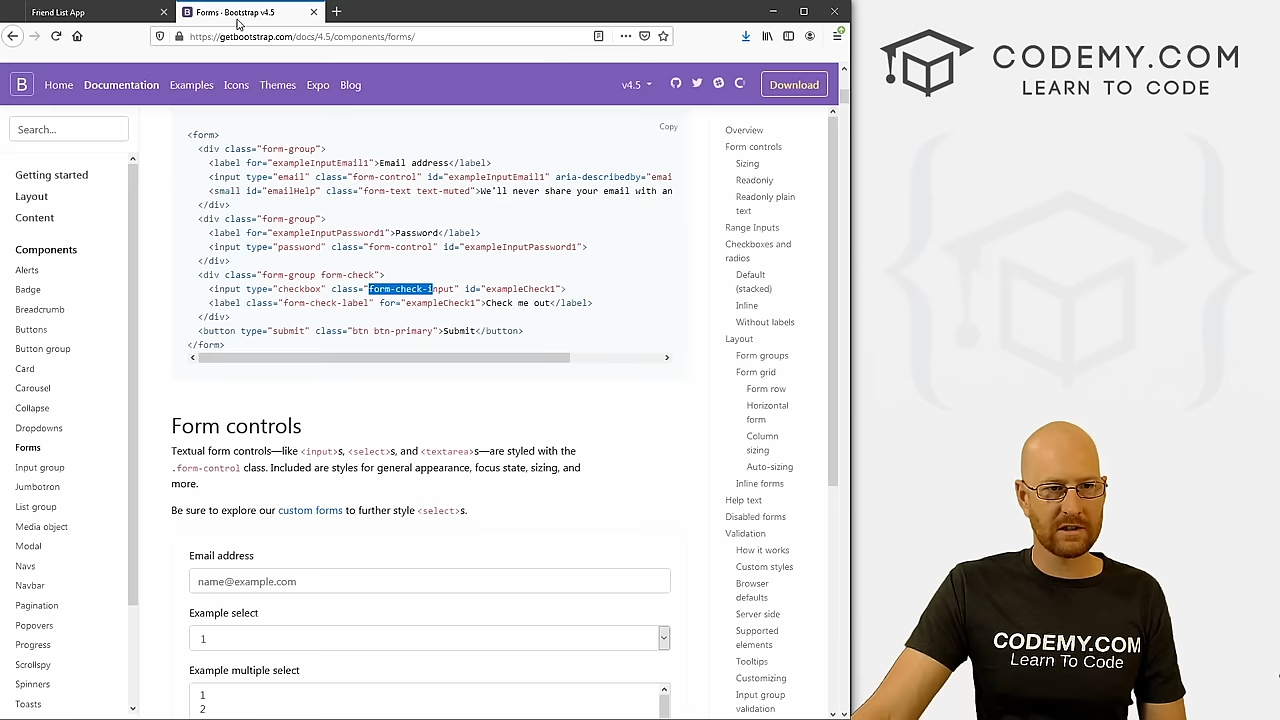 Friend List App
Forms · Bootstrap v4.5
https://getbootstrap.com/docs/4.5/components/forms/
B
Home
Documentation
Examples
Icons
Themes
Expo
Blog
v4.5
Download
Search...
Getting started
Layout
Content
Components
Alerts
Badge
Breadcrumb
Buttons
Button group
Card
Carousel
Collapse
Dropdowns
Forms
Input group
Jumbotron
List group
Media object
Modal
Navs
Navbar
Pagination
Popovers
Progress
Scrollspy
Spinners
Toasts
Copy
<form>
<div class="form-group">
<label for="exampleInputEmail1">Email address</label>
<input type="email" class="form-control" id="exampleInputEmail1" aria-describedby="emai
<small id="emailHelp" class="form-text text-muted">We'll never share your email with an
</div>
<div class="form-group">
<label for="exampleInputPassword1">Password</label>
<input type="password" class="form-control" id="exampleInputPassword1">
</div>
<div class="form-group form-check">
<input type="checkbox" class="form-check-input" id="exampleCheck1">
<label class="form-check-label" for="exampleCheck1">Check me out</label>
</div>
<button type="submit" class="btn btn-primary">Submit</button>
</form>
Form controls
Textual form controls—like <input>s, <select>s, and <textarea>s—are styled with the
.form-control class. Included are styles for general appearance, focus state, sizing, and
more.
Be sure to explore our custom forms to further style <select>s.
Email address
name@example.com
Example select
1
Example multiple select
1
2
Overview
Form controls
Sizing
Readonly
Readonly plain
text
Range Inputs
Checkboxes and
radios
Default
(stacked)
Inline
Without labels
Layout
Form groups
Form grid
Form row
Horizontal
form
Column
sizing
Auto-sizing
Inline forms
Help text
Disabled forms
Validation
How it works
Custom styles
Browser
defaults
Server side
Supported
elements
Tooltips
Customizing
Input group
validation
CODEMY.COM
LEARN TO CODE
CODEMY.COM
Learn To Code